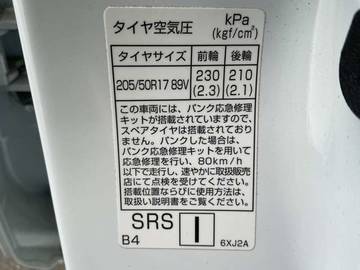 タイヤ空気圧 kPa (kgf/cm²)
タイヤサイズ 前輪 後輪
205/50R17 89V 230 (2.3) 210 (2.1)
この車両には、パンク応急修理
キットが搭載されていますので、
スペアタイヤは搭載されており
ません。パンクした場合は、
パンク応急修理キットを用いて
応急修理を行い、80km/h
以下で走行し、速やかに取扱販売
店にて点検を受けてください。
搭載位置ならびに使用方法は、
取扱い説明書をご覧ください。
SRS I
B4 6XJ2A